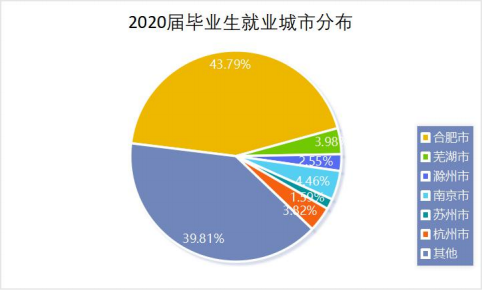 2020届毕业生就业城市分布
43.79%
3.98
2.55%
4.46%
1.59%
3.82%
39.81%
合肥市
芜湖市
滁州市
南京市
苏州市
杭州市
其他